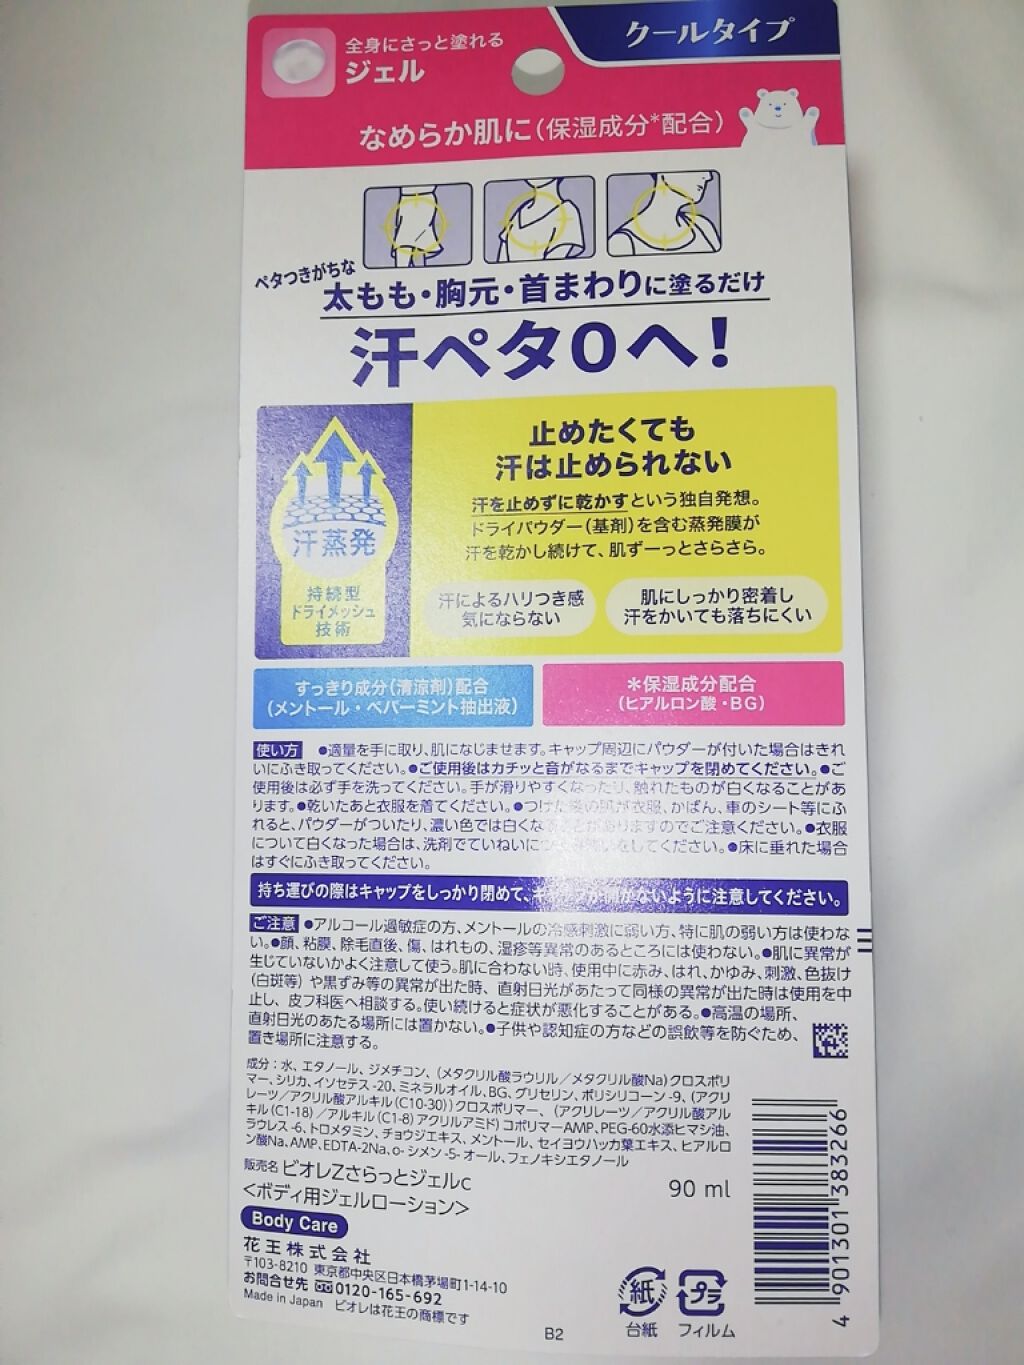 全身にさっと塗れる
ジェル
クールタイプ
なめらか肌に(保湿成分*配合)
ペタつきがちな
太もも・胸元・首まわりに塗るだけ
汗ペタ0へ!
汗蒸発
持続型
ドライメッシュ
技術
止めたくても
汗は止められない
汗を止めずに乾かすという独自発想。
ドライパウダー(基剤)を含む蒸発膜が
汗を乾かし続けて、肌ずーっとさらさら。
汗によるハリつき感
気にならない
肌にしっかり密着し
汗をかいても落ちにくい
すっきり成分(清涼剤)配合
(メントール・ペパーミント抽出液)
*保湿成分配合
(ヒアルロン酸・BG)
使い方 ●適量を手に取り、肌になじませます。キャップ周辺にパウダーが付いた場合はきれ
いにふき取ってください。●ご使用後はカチッと音がなるまでキャップを閉めてください。●ご
使用後は必ず手を洗ってください。手が滑りやすくなったり、触れたものが白くなることがあ
ります。●乾いたあと衣服を着てください。●つけた後の肌が衣服、かばん、車のシート等にふ
れると、パウダーがついたり、濃い色では白くなることがありますのでご注意ください。●衣服
について白くなった場合は、洗剤でていねいにつまみ洗いをしてください。●床に垂れた場合
はすぐにふき取ってください。
持ち運びの際はキャップをしっかり閉めて、キャップが開かないように注意してください。
ご注意 ●アルコール過敏症の方、メントールの冷感刺激に弱い方、特に肌の弱い方は使わな
い。●顔、粘膜、除毛直後、傷、はれもの、湿疹等異常のあるところには使わない。●肌に異常が
生じていないかよく注意して使う。肌に合わない時、使用中に赤み、はれ、かゆみ、刺激、色抜け
(白斑等)や黒ずみ等の異常が出た時、直射日光があたって同様の異常が出た時は使用を中
止し、皮フ科医へ相談する。使い続けると症状が悪化することがある。●高温の場所、
直射日光のあたる場所には置かない。●子供や認知症の方などの誤飲等を防ぐため、
置き場所に注意する。
成分:水、エタノール、ジメチコン、(メタクリル酸ラウリル/メタクリル酸Na)クロスポリ
マー、シリカ、イソセテス-20、ミネラルオイル、BG、グリセリン、ポリシリコーン-9、(アクリ
レーツ/アクリル酸アルキル(C10-30))クロスポリマー、(アクリレーツ/アクリル酸アル
キル(C1-18)/アルキル(C1-8)アクリルアミド)コポリマーAMP、PEG-60水添ヒマシ油、
ラウレス-6、トロメタミン、チョウジエキス、メントール、セイヨウハッカ葉エキス、ヒアルロ
ン酸Na、AMP、EDTA-2Na、o-シメン-5-オール、フェノキシエタノール
販売名 ビオレZさらっとジェルc
<ボディ用ジェルローション>
90 ml
Body Care
花王株式会社
〒103-8210 東京都中央区日本橋茅場町1-14-10
お問合せ先 0120-165-692
Made in Japan ビオレは花王の商標です
B2
紙
台紙
プラ
フィルム
4 901301 383266